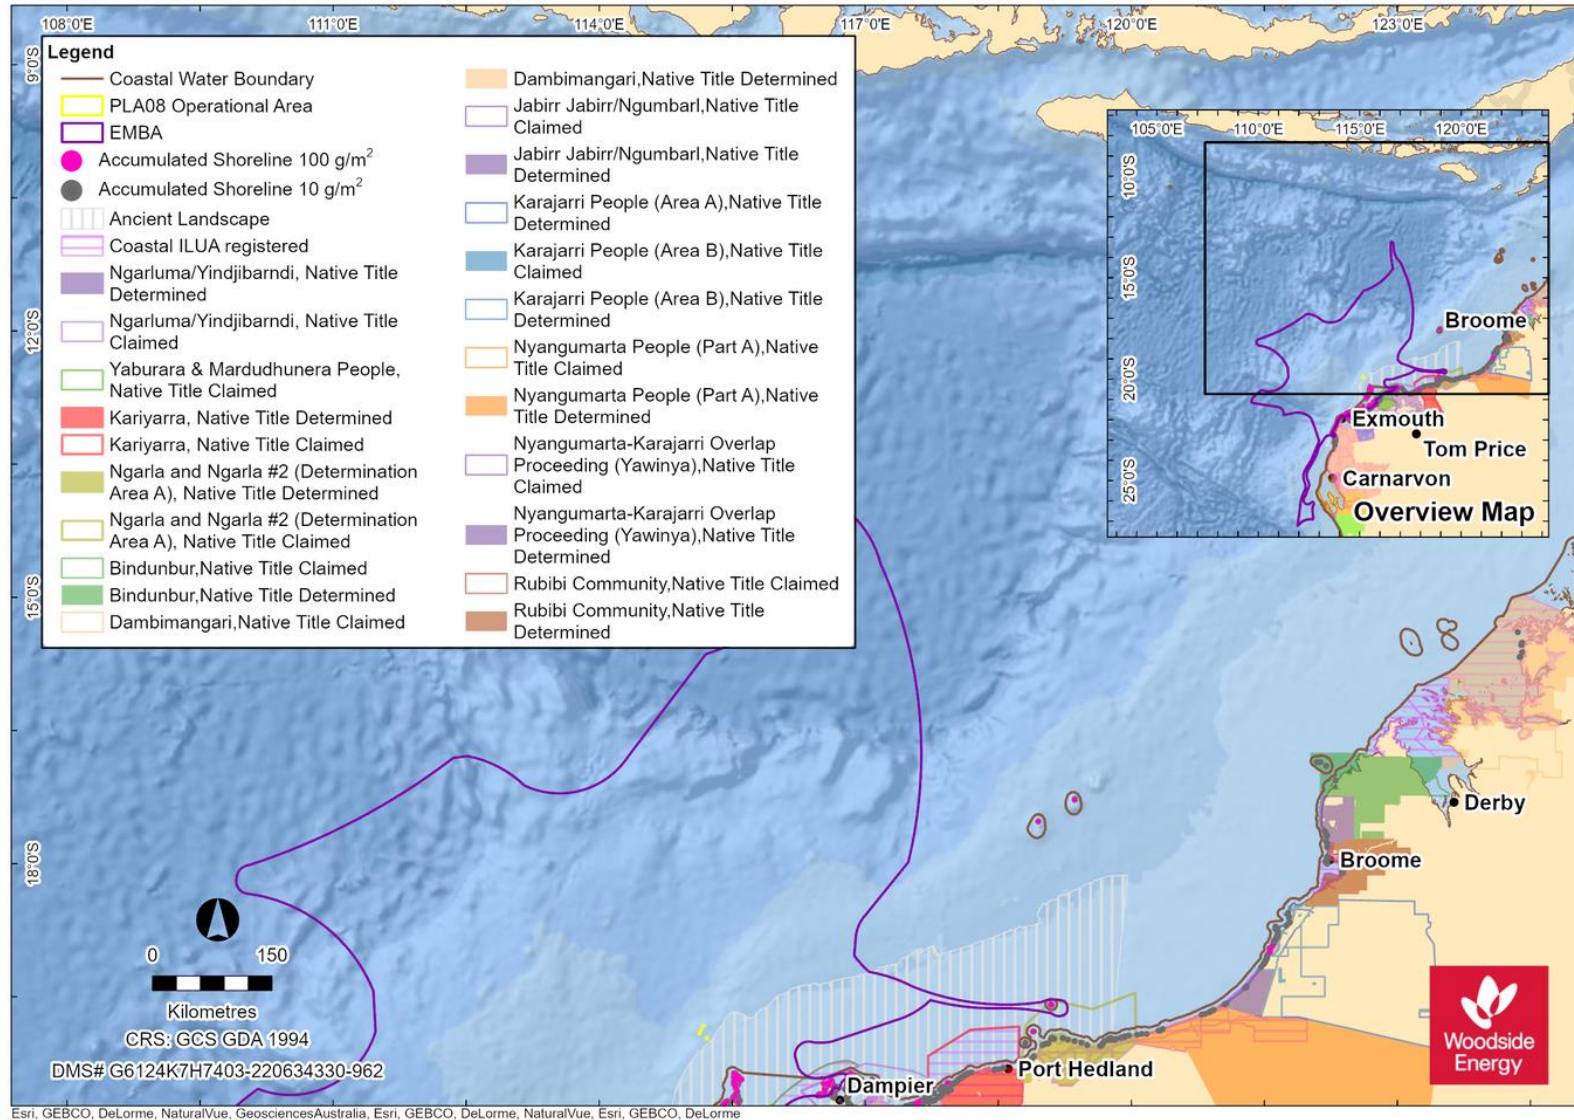 108°0'E 111°0'E 114°0'E 117°0'E 120°0'E 123°0'E
9°0'S
12°0'S
15°0'S
18°0'S
Legend
Coastal Water Boundary
PLA08 Operational Area
EMBA
Accumulated Shoreline 100 g/m²
Accumulated Shoreline 10 g/m²
Ancient Landscape
Coastal ILUA registered
Ngarluma/Yindjibarndi, Native Title
Determined
Ngarluma/Yindjibarndi, Native Title
Claimed
Yaburara & Mardudhunera People,
Native Title Claimed
Kariyarra, Native Title Determined
Kariyarra, Native Title Claimed
Ngarla and Ngarla #2 (Determination
Area A), Native Title Determined
Ngarla and Ngarla #2 (Determination
Area A), Native Title Claimed
Bindunbur,Native Title Claimed
Bindunbur,Native Title Determined
Dambimangari,Native Title Claimed
Dambimangari,Native Title Determined
Jabirr Jabirr/Ngumbarl,Native Title
Claimed
Jabirr Jabirr/Ngumbarl,Native Title
Determined
Karajarri People (Area A),Native Title
Determined
Karajarri People (Area B),Native Title
Claimed
Karajarri People (Area B),Native Title
Determined
Nyangumarta People (Part A),Native
Title Claimed
Nyangumarta People (Part A),Native
Title Determined
Nyangumarta-Karajarri Overlap
Proceeding (Yawinya),Native Title
Claimed
Nyangumarta-Karajarri Overlap
Proceeding (Yawinya),Native Title
Determined
Rubibi Community,Native Title Claimed
Rubibi Community,Native Title
Determined
105°0'E 110°0'E 115°0'E 120°0'E
10°0'S
15°0'S
20°0'S
25°0'S
Broome
Exmouth
Tom Price
Carnarvon
Overview Map
Derby
Broome
Port Hedland
Dampier
0 150
Kilometres
CRS: GCS GDA 1994
DMS# G6124K7H7403-220634330-962
Woodside
Energy
Esri, GEBCO, DeLorme, NaturalVue, GeosciencesAustralia, Esri, GEBCO, DeLorme, NaturalVue, Esri, GEBCO, DeLorme